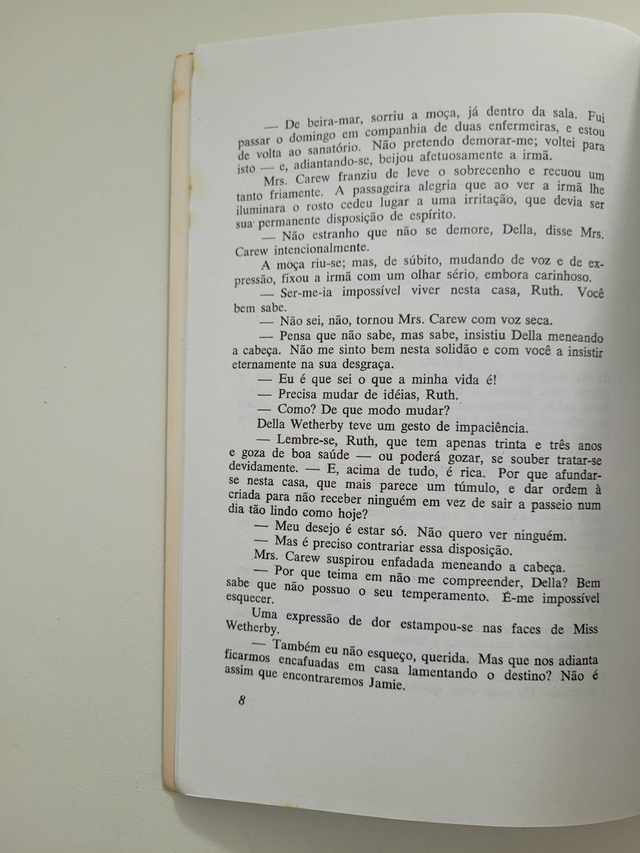 — De beira-mar, sorriu a moça, já dentro da sala. Fui
passar o domingo em companhia de duas enfermeiras, e estou
de volta ao sanatório. Não pretendo demorar-me; voltei para
isto — e, adiantando-se, beijou afetuosamente a irmã.
Mrs. Carew franziu de leve o sobrecenho e recuou um
tanto friamente. A passageira alegria que ao ver a irmã lhe
iluminara o rosto cedeu lugar a uma irritação, que devia ser
sua permanente disposição de espírito.
— Não estranho que não se demore, Della, disse Mrs.
Carew intencionalmente.
A moça riu-se; mas, de súbito, mudando de voz e de ex-
pressão, fixou a irmã com um olhar sério, embora carinhoso.
— Ser-me-ia impossível viver nesta casa, Ruth. Você
bem sabe.
— Não sei, não, tornou Mrs. Carew com voz seca.
— Pensa que não sabe, mas sabe, insistiu Della meneando
a cabeça. Não me sinto bem nesta solidão e com você a insistir
eternamente na sua desgraça.
— Eu é que sei o que a minha vida é!
— Precisa mudar de idéias, Ruth.
— Como? De que modo mudar?
Della Wetherby teve um gesto de impaciência.
— Lembre-se, Ruth, que tem apenas trinta e três anos
e goza de boa saúde — ou poderá gozar, se souber tratar-se
devidamente. — E, acima de tudo, é rica. Por que afundar-
se nesta casa, que mais parece um túmulo, e dar ordem à
criada para não receber ninguém em vez de sair a passeio num
dia tão lindo como hoje?
— Meu desejo é estar só. Não quero ver ninguém.
— Mas é preciso contrariar essa disposição.
Mrs. Carew suspirou enfadada meneando a cabeça.
— Por que teima em não me compreender, Della? Bem
sabe que não possuo o seu temperamento. É-me impossível
esquecer.
Uma expressão de dor estampou-se nas faces de Miss
Wetherby.
— Também eu não esqueço, querida. Mas que nos adianta
ficarmos encafuadas em casa lamentando o destino? Não é
assim que encontraremos Jamie.
8